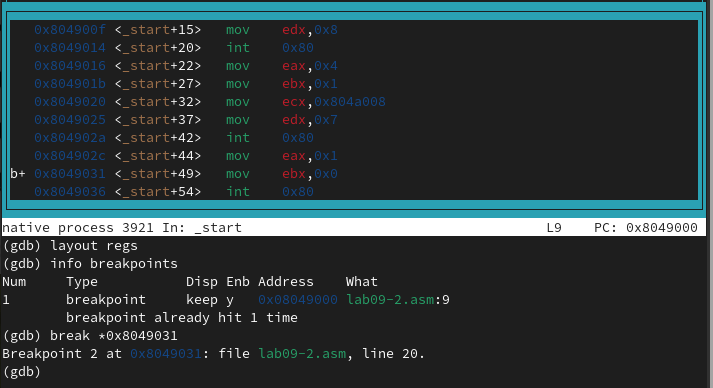 0x804900f <_start+15> mov edx,0x8
0x8049014 <_start+20> int 0x80
0x8049016 <_start+22> mov eax,0x4
0x804901b <_start+27> mov ebx,0x1
0x8049020 <_start+32> mov ecx,0x804a008
0x8049025 <_start+37> mov edx,0x7
0x804902a <_start+42> int 0x80
0x804902c <_start+44> mov eax,0x1
b+ 0x8049031 <_start+49> mov ebx,0x0
0x8049036 <_start+54> int 0x80
native process 3921 In: _start L9 PC: 0x8049000
(gdb) layout regs
(gdb) info breakpoints
Num Type Disp Enb Address What
1 breakpoint keep y 0x08049000 lab09-2.asm:9
breakpoint already hit 1 time
(gdb) break *0x8049031
Breakpoint 2 at 0x8049031: file lab09-2.asm, line 20.
(gdb)